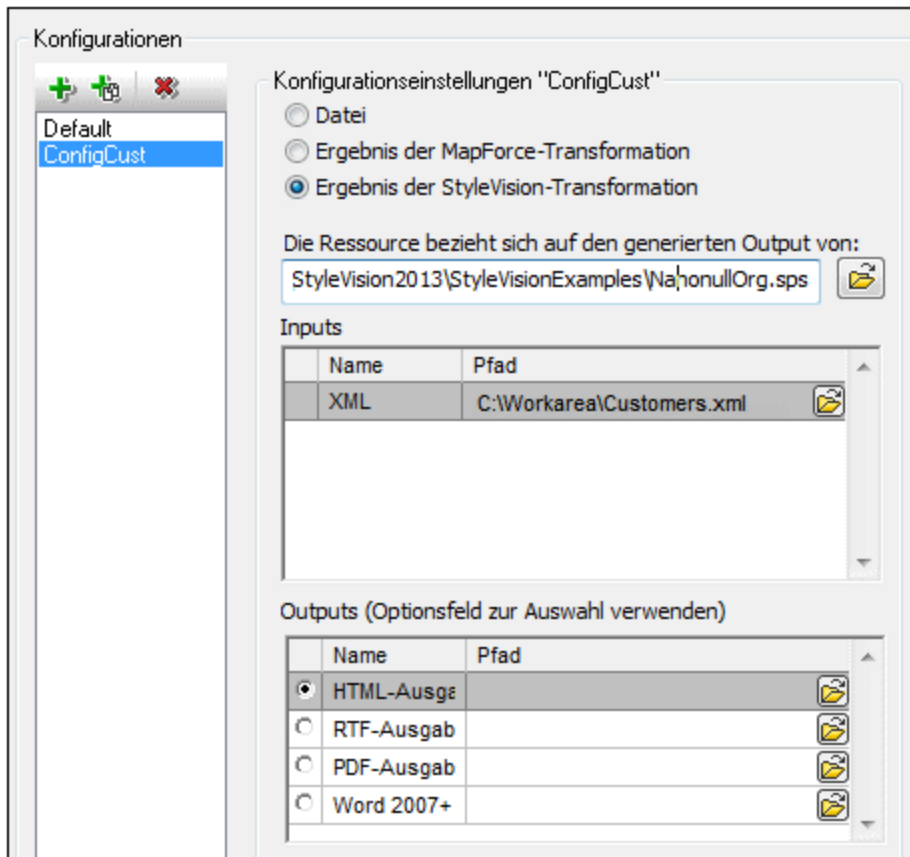 Konfigurationen
Default
ConfigCust
Konfigurationseinstellungen "ConfigCust"
Datei
Ergebnis der MapForce-Transformation
Ergebnis der StyleVision-Transformation
Die Ressource bezieht sich auf den generierten Output von:
StyleVision2013\StyleVisionExamples\NanonullOrg.sps
Inputs
Name Pfad
XML C:\Workarea\Customers.xml
Outputs (Optionsfeld zur Auswahl verwenden)
Name Pfad
HTML-Ausga
RTF-Ausgab
PDF-Ausgab
Word 2007+